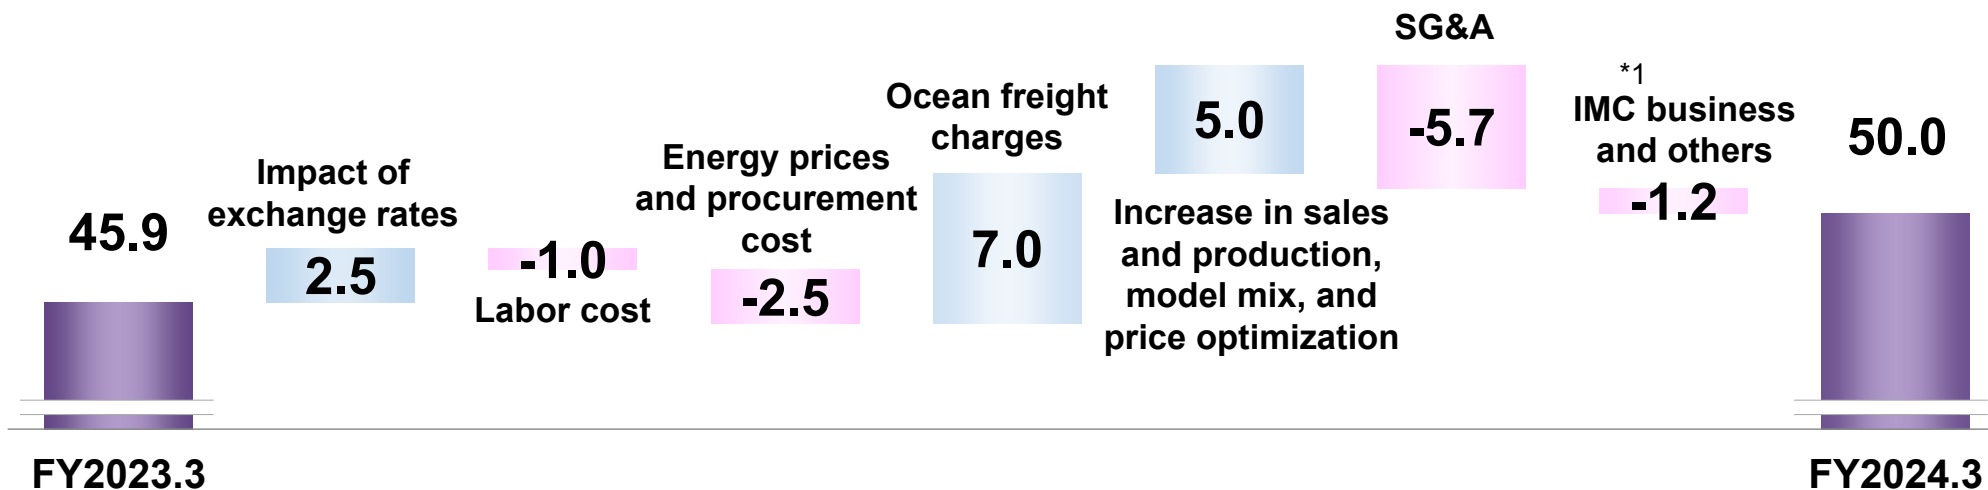 45.9
FY2023.3
Impact of
exchange rates
2.5
-1.0
Labor cost
Energy prices
and procurement
cost
-2.5
Ocean freight
charges
7.0
5.0
Increase in sales
and production,
model mix, and
price optimization
SG&A
-5.7
*1
IMC business
and others
-1.2
50.0
FY2024.3